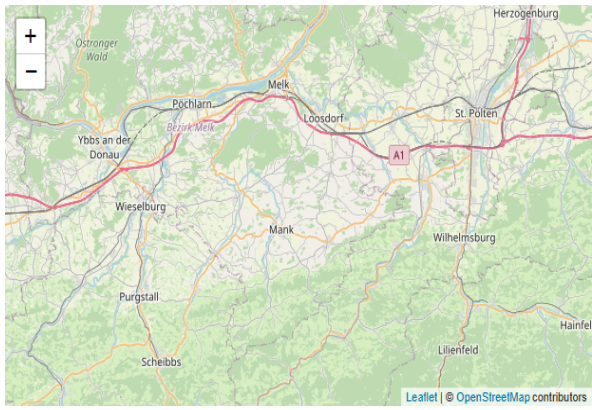 Herzogenburg
+
−
Ostronger
Wald
Melk
Pöchlarn
Loosdorf
St. Pölten
Bezirk Melk
Ybbs an der
Donau
A1
Wieselburg
Mank
Wilhelmsburg
Purgstall
Hainfel
Scheibbs
Lilienfeld
Leaflet | © OpenStreetMap contributors